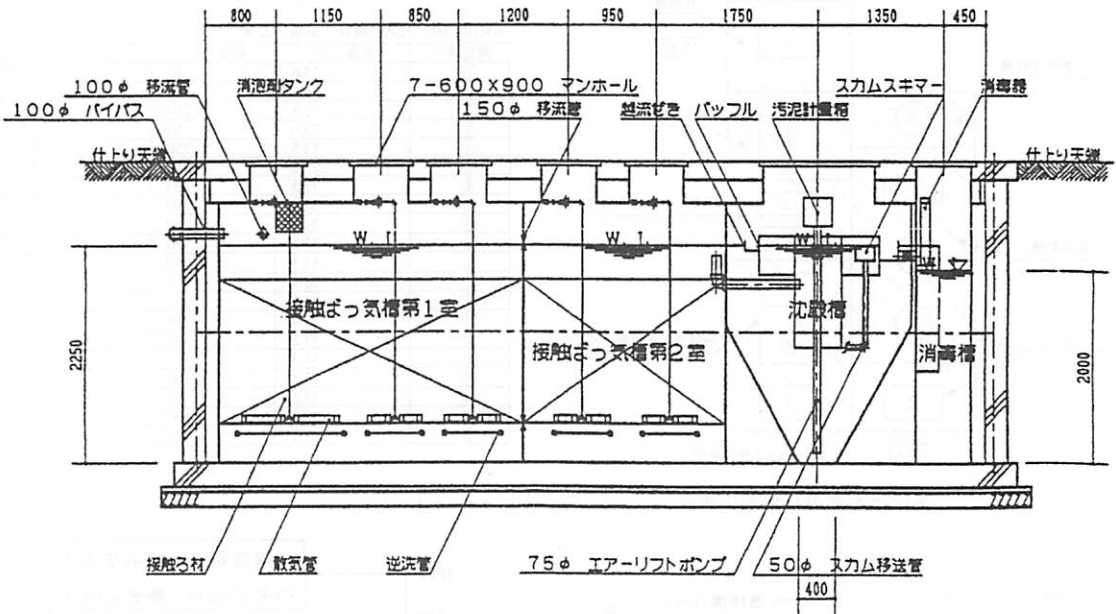 800 1150 850 1200 950 1750 1350 450
100φ 移流管 消泡剤タンク 7-600X900 マンホール スカムスキマー 消毒器
100φ バイパス 150φ 移流管 越流ぜき バッフル 汚泥計量箱
仕上り天端 仕上り天端
W L W L W L W
接触ばっ気槽第1室 沈殿槽
接触ばっ気槽第2室 消毒槽
2250 2000
接触ろ材 散気管 逆洗管 75φ エアーリフトポンプ 50φ スカム移送管
400